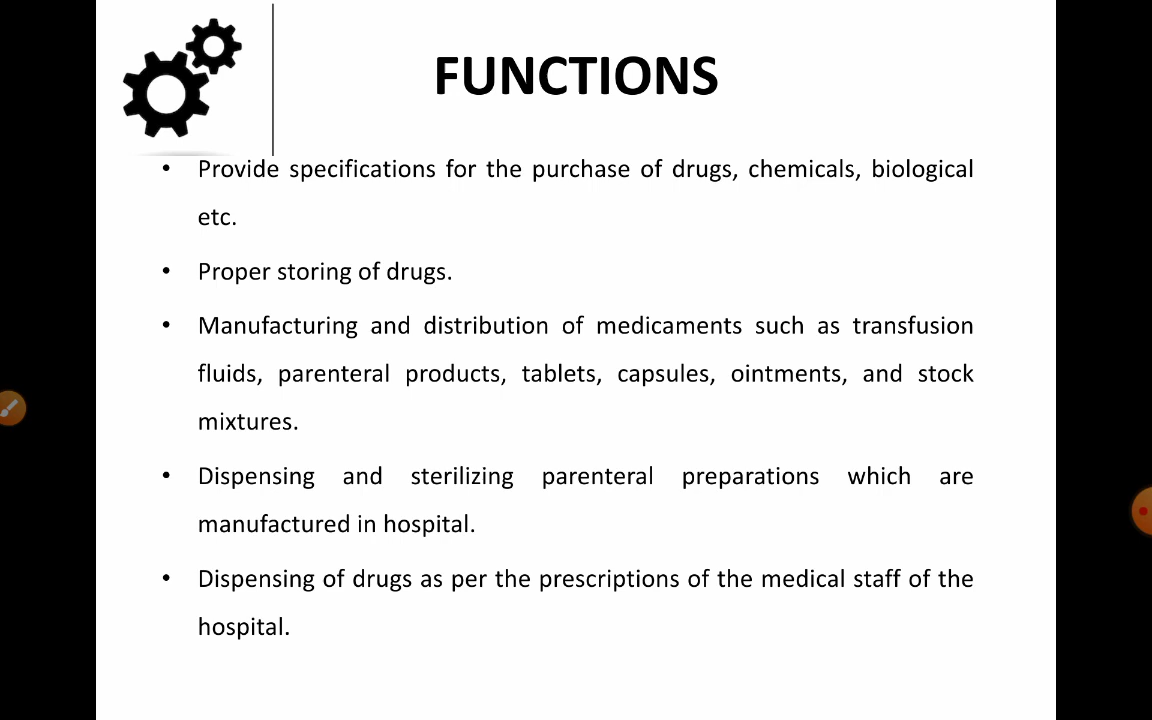 FUNCTIONS
• Provide specifications for the purchase of drugs, chemicals, biological
etc.
• Proper storing of drugs.
• Manufacturing and distribution of medicaments such as transfusion
fluids, parenteral products, tablets, capsules, ointments, and stock
mixtures.
• Dispensing and sterilizing parenteral preparations which are
manufactured in hospital.
• Dispensing of drugs as per the prescriptions of the medical staff of the
hospital.